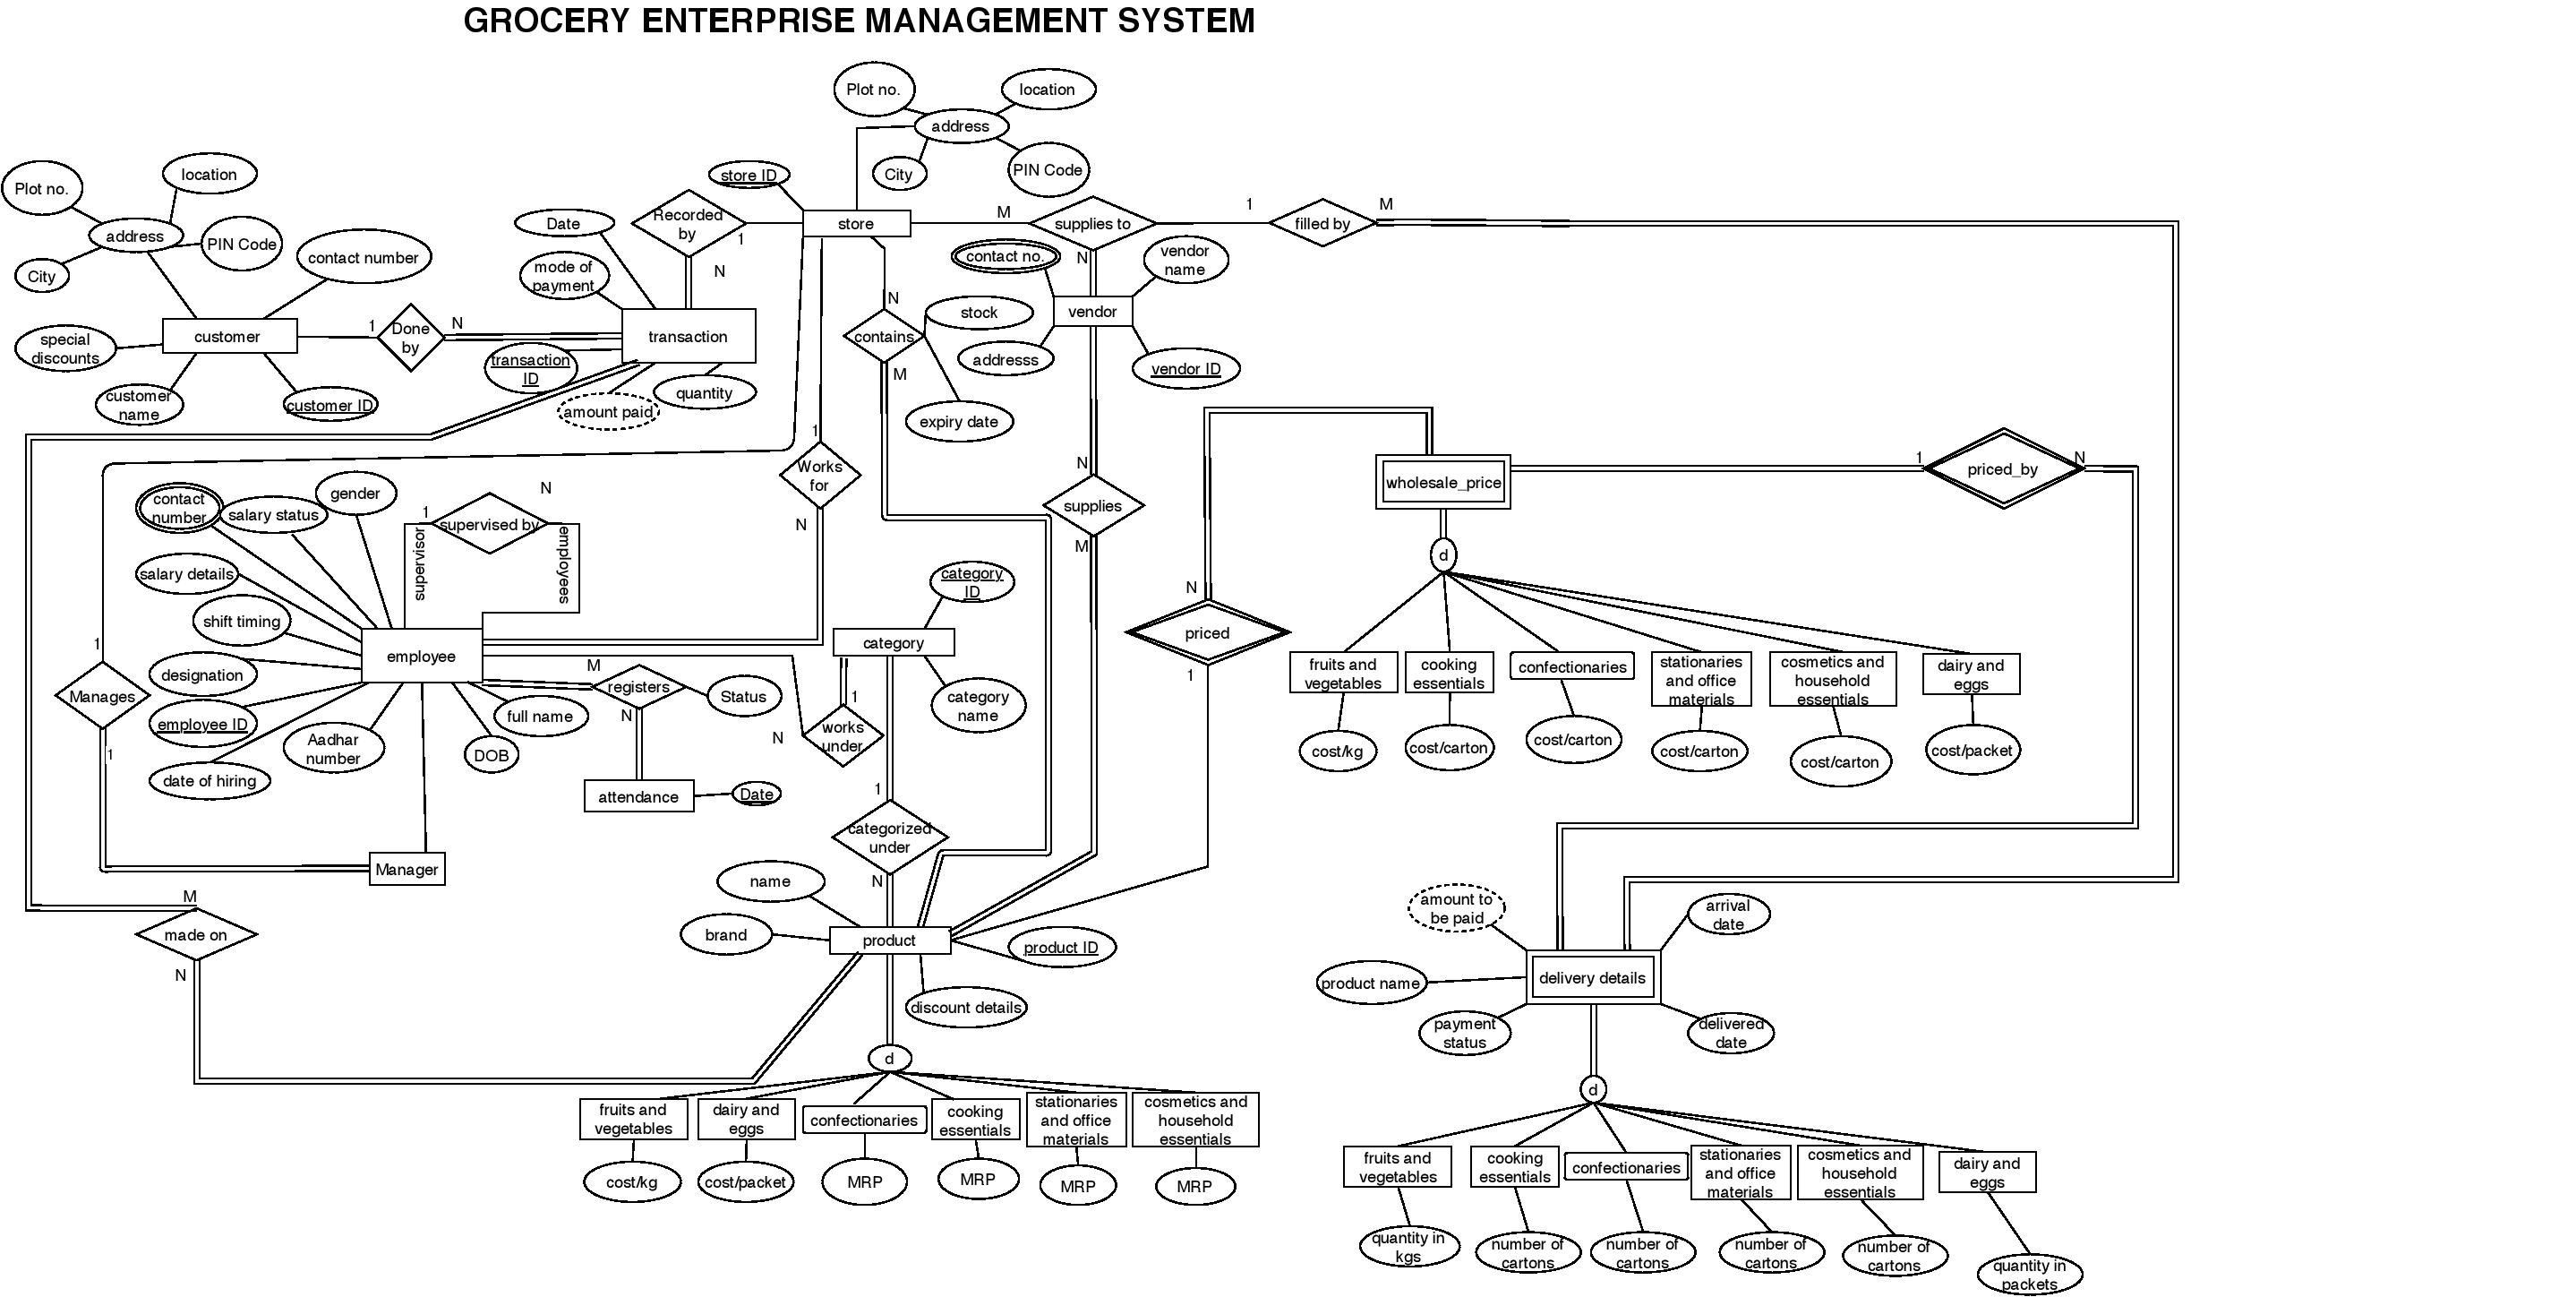 GROCERY ENTERPRISE MANAGEMENT SYSTEM
Plot no.
location
address
City
PIN Code
store ID
store
Plot no.
location
address
PIN Code
City
contact number
customer
special
discounts
customer
name
customer ID
1
Done
by
N
Date
mode of
payment
transaction
transaction
ID
amount paid
quantity
Recorded
by
1
N
M
supplies to
N
1
filled by
M
contact no.
vendor
name
vendor
addresss
vendor ID
N
contains
M
stock
expiry date
1
Works
for
N
N
supplies
M
wholesale_price
1
priced_by
N
d
fruits and
vegetables
cooking
essentials
confectionaries
stationaries
and office
materials
cosmetics and
household
essentials
dairy and
eggs
cost/kg
cost/carton
cost/carton
cost/carton
cost/carton
cost/packet
N
priced
1
contact
number
salary status
gender
N
1
supervised by
supervisor
employees
salary details
shift timing
designation
employee ID
date of hiring
Aadhar
number
DOB
full name
employee
M
registers
N
Status
attendance
Date
1
Manages
1
Manager
category
ID
category
category
name
1
works
under
N
1
categorized
under
N
M
made on
N
name
brand
product
product ID
discount details
d
fruits and
vegetables
dairy and
eggs
confectionaries
cooking
essentials
stationaries
and office
materials
cosmetics and
household
essentials
cost/kg
cost/packet
MRP
MRP
MRP
MRP
amount to
be paid
arrival
date
product name
delivery details
payment
status
delivered
date
d
fruits and
vegetables
cooking
essentials
confectionaries
stationaries
and office
materials
cosmetics and
household
essentials
dairy and
eggs
quantity in
kgs
number of
cartons
number of
cartons
number of
cartons
number of
cartons
quantity in
packets